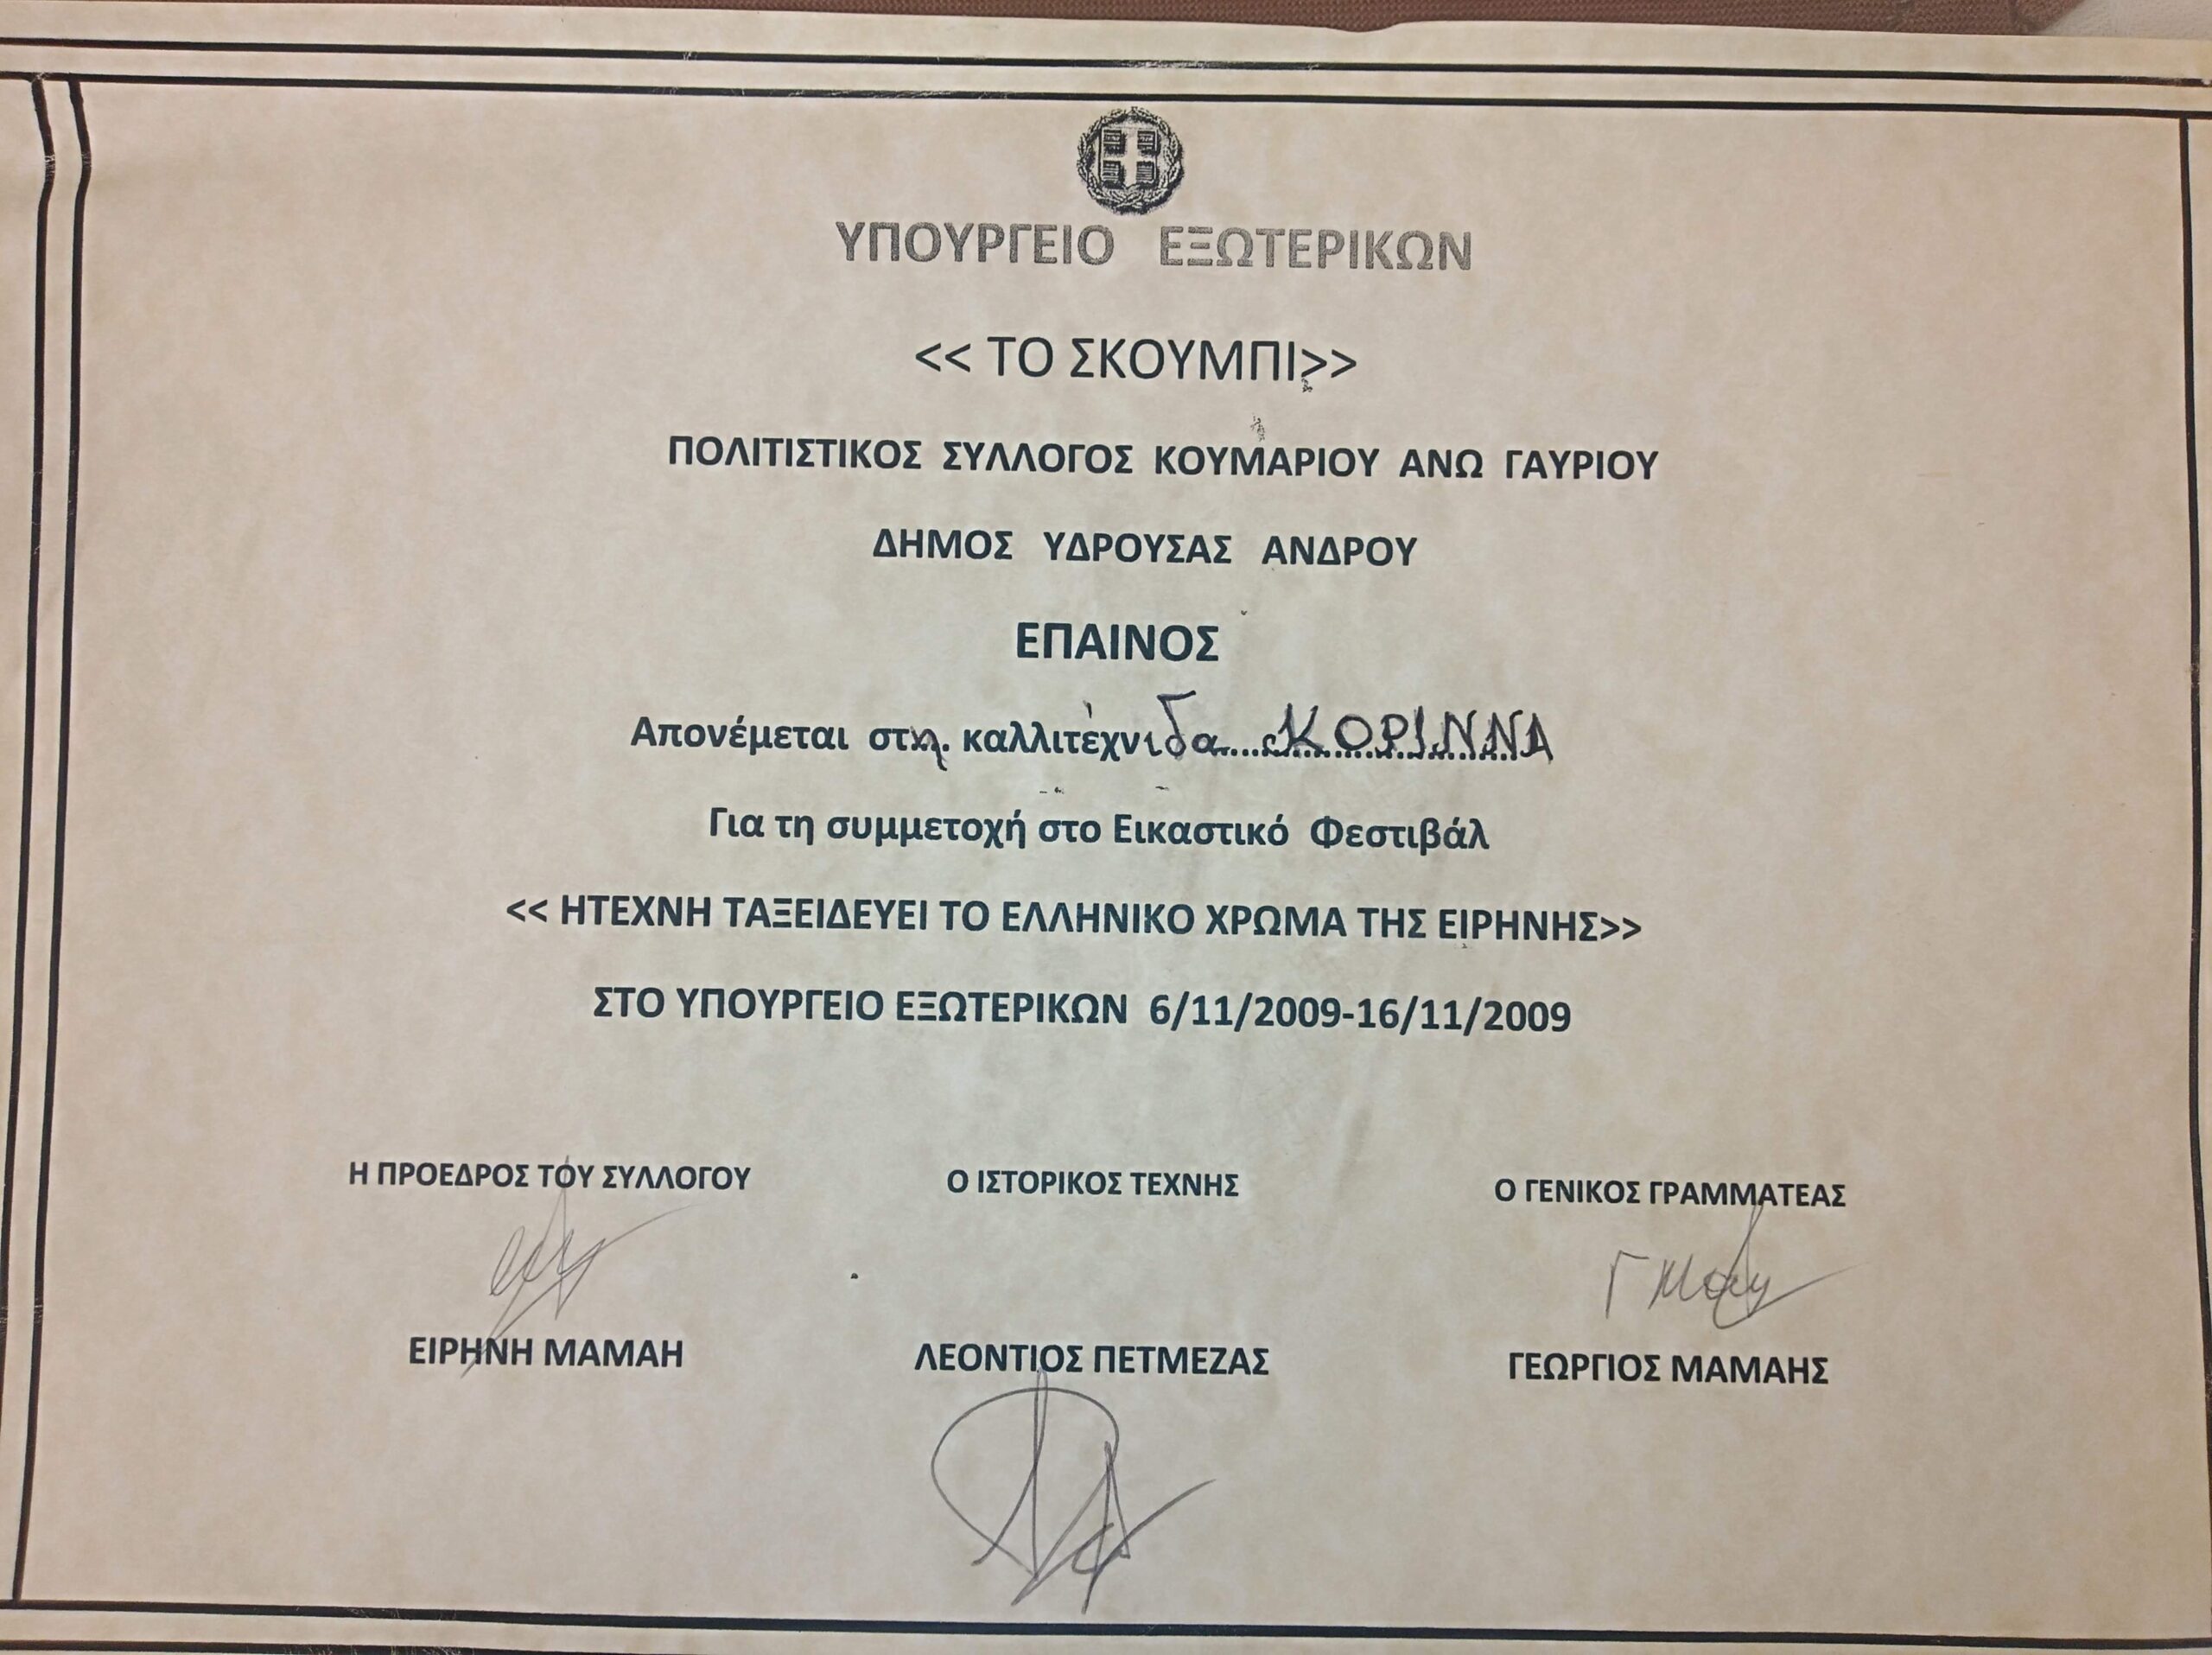 ΥΠΟΥΡΓΕΙΟ ΕΞΩΤΕΡΙΚΩΝ
<< ΤΟ ΣΚΟΥΜΠΙ>>
ΠΟΛΙΤΙΣΤΙΚΟΣ ΣΥΛΛΟΓΟΣ ΚΟΥΜΑΡΙΟΥ ΑΝΩ ΓΑΥΡΙΟΥ
ΔΗΜΟΣ ΥΔΡΟΥΣΑΣ ΑΝΔΡΟΥ
ΕΠΑΙΝΟΣ
Απονέμεται στη. καλλιτέχνιδα....ΚΟΡΙΝΝΑ
Για τη συμμετοχή στο Εικαστικό Φεστιβάλ
<< ΗΤΕΧΝΗ ΤΑΞΕΙΔΕΥΕΙ ΤΟ ΕΛΛΗΝΙΚΟ ΧΡΩΜΑ ΤΗΣ ΕΙΡΗΝΗΣ>>
ΣΤΟ ΥΠΟΥΡΓΕΙΟ ΕΞΩΤΕΡΙΚΩΝ 6/11/2009-16/11/2009
Η ΠΡΟΕΔΡΟΣ ΤΟΥ ΣΥΛΛΟΓΟΥ Ο ΙΣΤΟΡΙΚΟΣ ΤΕΧΝΗΣ Ο ΓΕΝΙΚΟΣ ΓΡΑΜΜΑΤΕΑΣ
ΕΙΡΗΝΗ ΜΑΜΑΗ ΛΕΟΝΤΙΟΣ ΠΕΤΜΕΖΑΣ ΓΕΩΡΓΙΟΣ ΜΑΜΑΗΣ